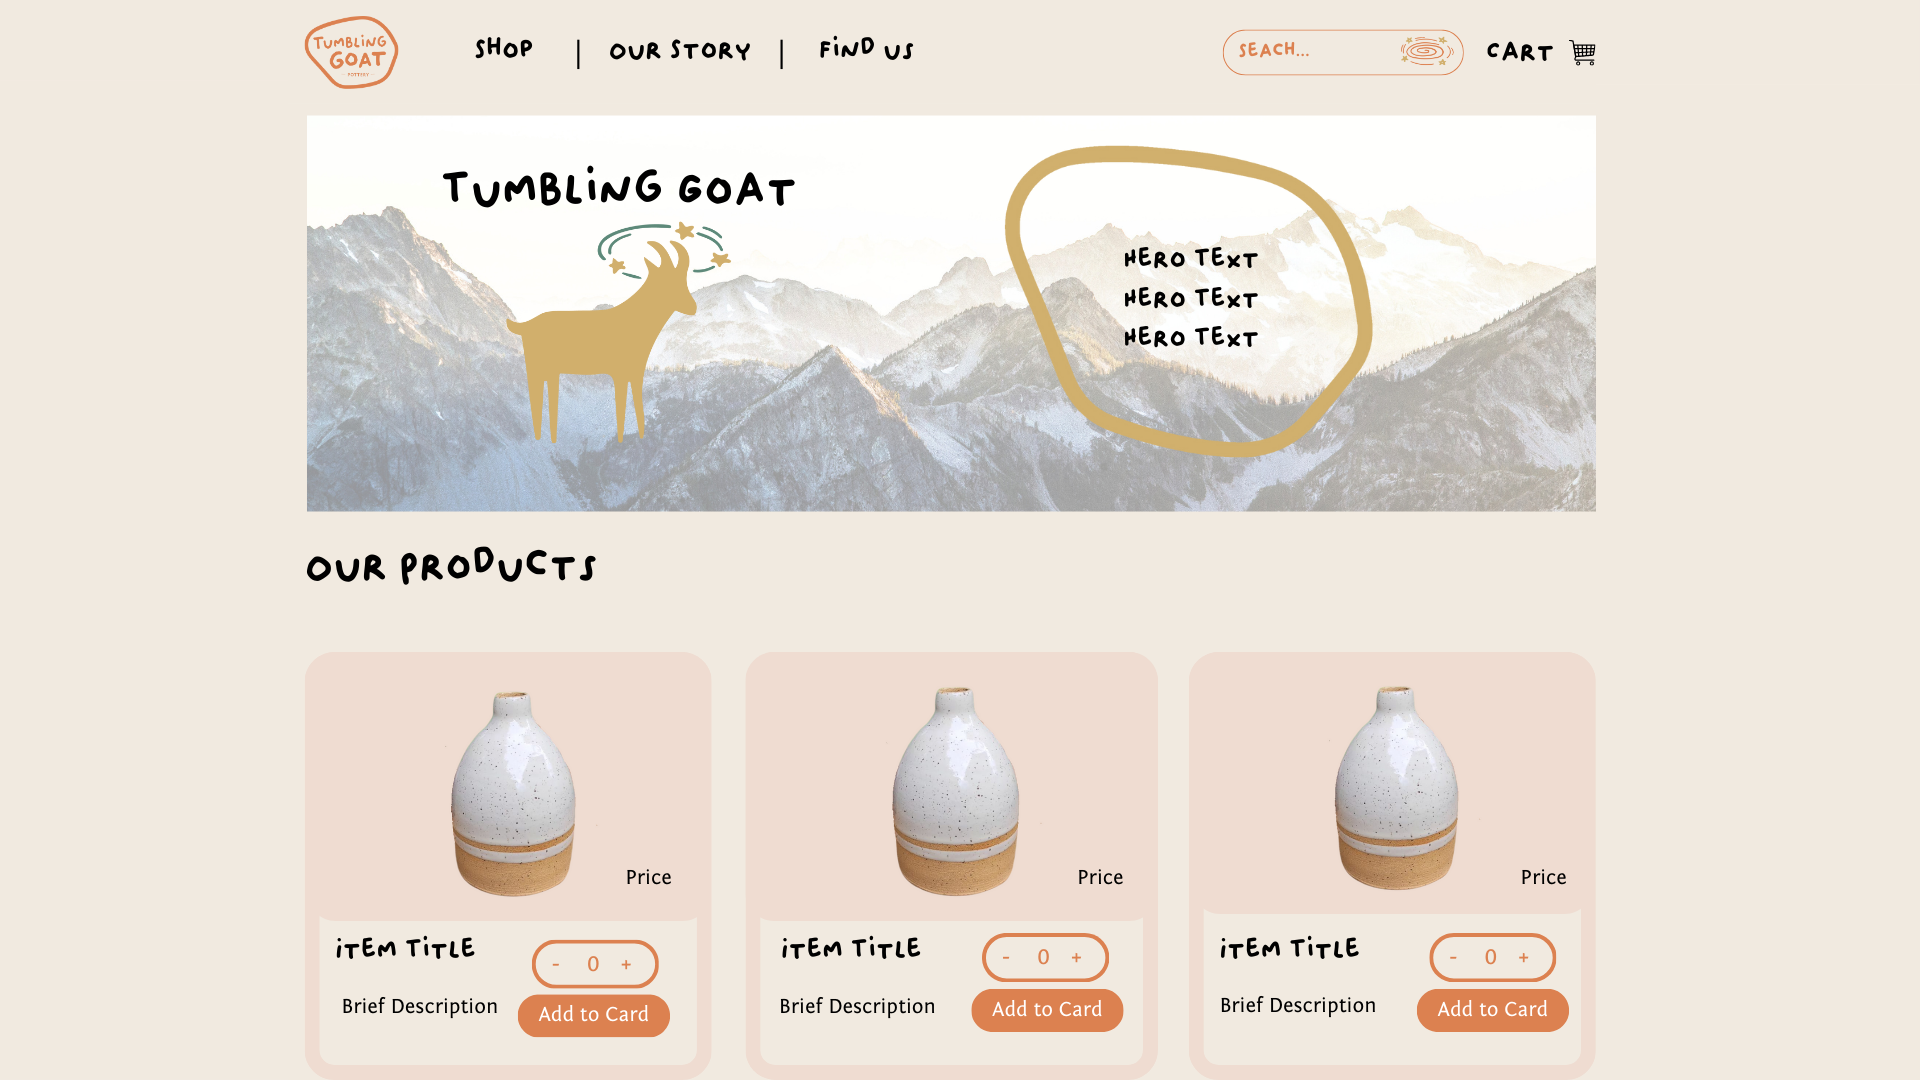 TUMBLING
GOAT
POTTERY
SHOP | OUR STORY | FIND US
SEACH...
CART
TUMBLING GOAT
HERO TEXT
HERO TEXT
HERO TEXT
OUR PRODUCTS
Price
ITEM TITLE
- 0 +
Brief Description
Add to Card
Price
ITEM TITLE
- 0 +
Brief Description
Add to Card
Price
ITEM TITLE
- 0 +
Brief Description
Add to Card